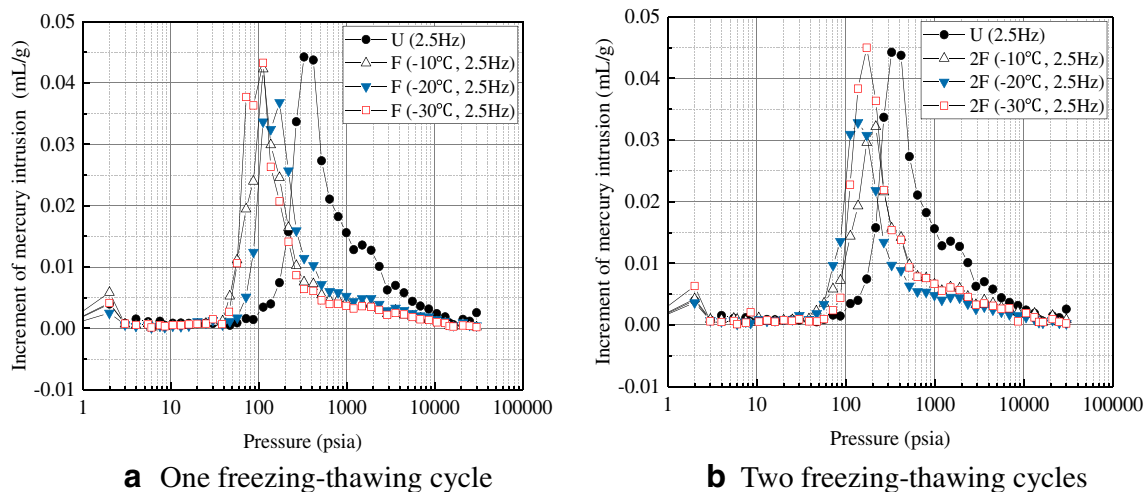 Increment of mercury intrusion (mL/g)
0.05
0.04
0.03
0.02
0.01
0.00
-0.01
U (2.5Hz)
F (-10℃, 2.5Hz)
F (-20℃, 2.5Hz)
F (-30℃, 2.5Hz)
1 10 100 1000 10000 100000
Pressure (psia)
a One freezing-thawing cycle
Increment of mercury intrusion (mL/g)
0.05
0.04
0.03
0.02
0.01
0.00
-0.01
U (2.5Hz)
2F (-10℃, 2.5Hz)
2F (-20℃, 2.5Hz)
2F (-30℃, 2.5Hz)
1 10 100 1000 10000 100000
Pressure (psia)
b Two freezing-thawing cycles